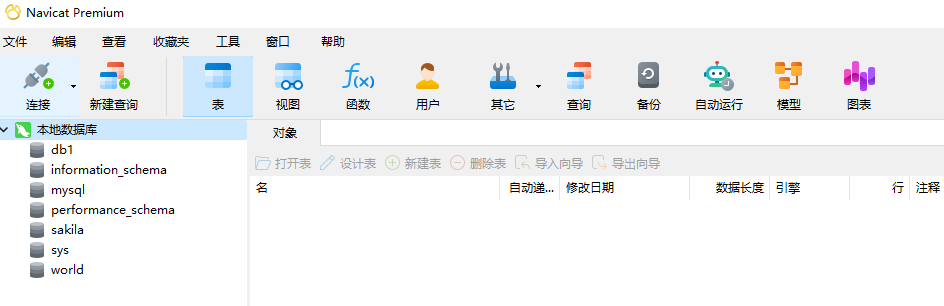 Navicat Premium
文件 编辑 查看 收藏夹 工具 窗口 帮助
f(x)
连接 新建查询 表 视图 函数 用户 其它 查询 备份 自动运行 模型 图表
本地数据库
db1
information_schema
mysql
performance_schema
sakila
sys
world
对象
打开表 设计表 新建表 删除表 导入向导 导出向导
名 自动递... 修改日期 数据长度 引擎 行 注释